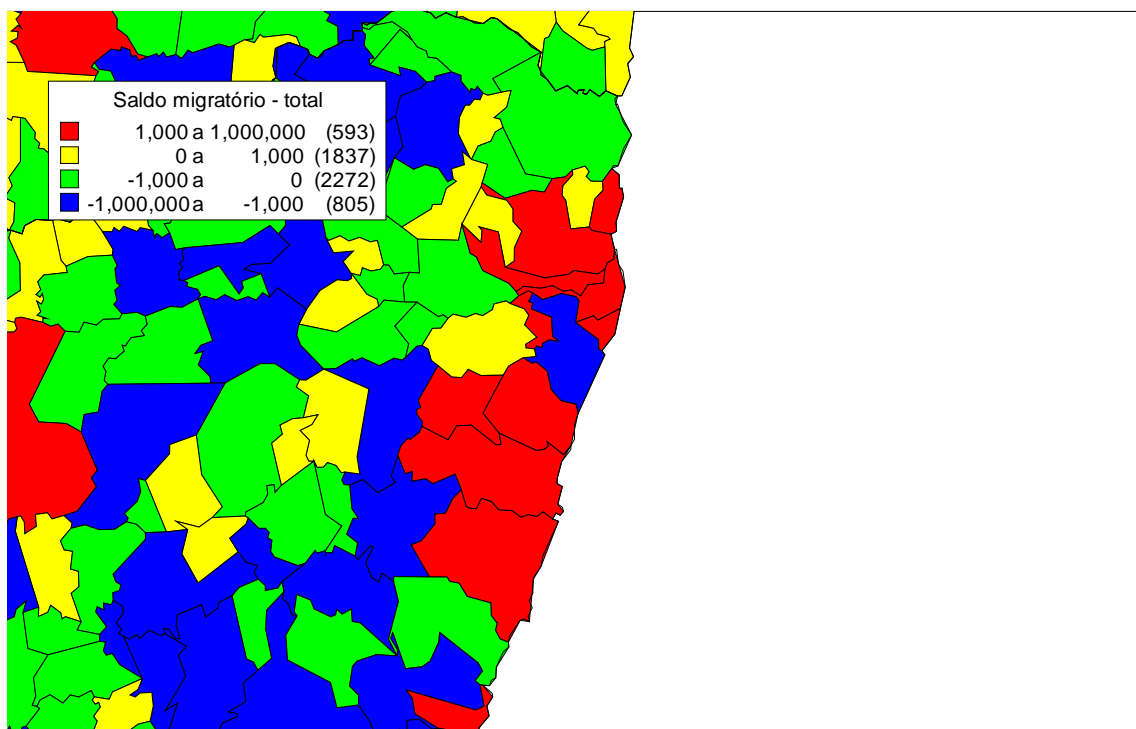 Saldo migratório - total
1,000 a 1,000,000 (593)
0 a 1,000 (1837)
-1,000 a 0 (2272)
-1,000,000 a -1,000 (805)